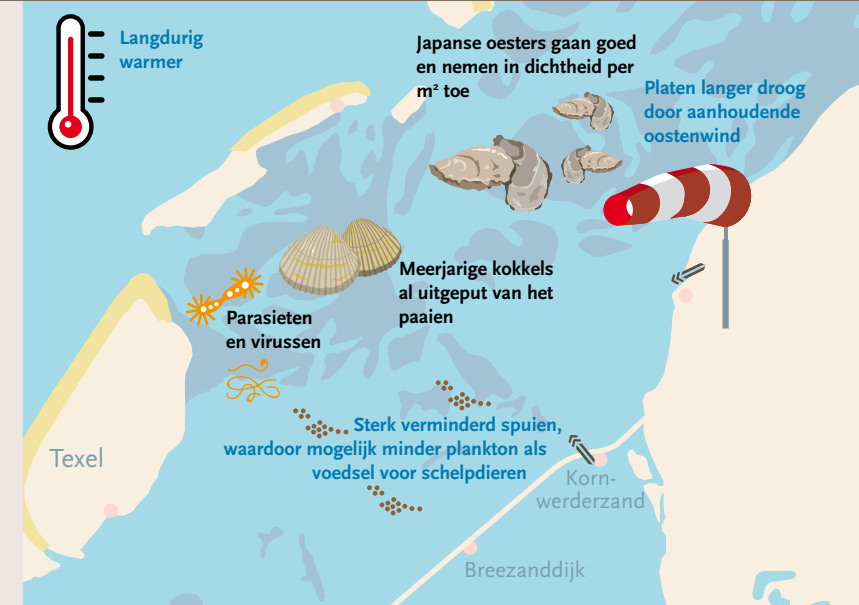 Langdurig
warmer
Japanse oesters gaan goed
en nemen in dichtheid per
m² toe
Platen langer droog
door aanhoudende
oostenwind
Meerjarige kokkels
al uitgeput van het
paaien
Parasieten
en virussen
Sterk verminderd spuien,
waardoor mogelijk minder plankton als
voedsel voor schelpdieren
Texel
Korn-
werderzand
Breezanddijk